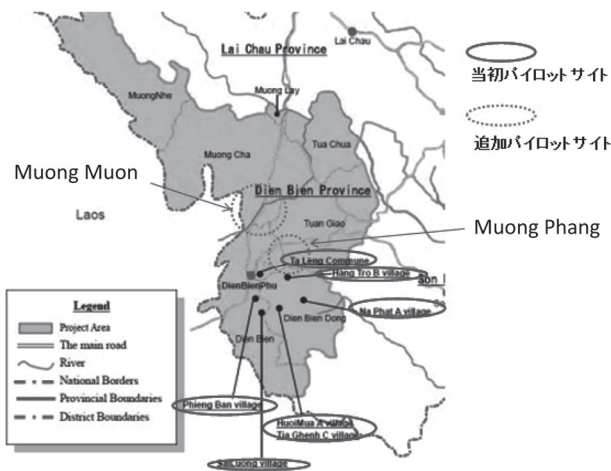 Lai Chau Province
Lai Chau
当初パイロットサイト
追加パイロットサイト
MuongNhe
Muong Lay
Muong Cha
Tua Chua
Muong Muon
Dien Bien Province
Laos
Tuan Giao
Muong Phang
Ta Leng Commune
Hang Tro B village
Son
DienBienPhu
Na Phat A village
Dien Bien Dong
Dien Bien
Legend
Project Area
The main road
River
National Borders
Provincial Boundaries
District Boundaries
Phieng Ban village
HuoiMua A village
Tia Ghenh C village
SaiLuong village